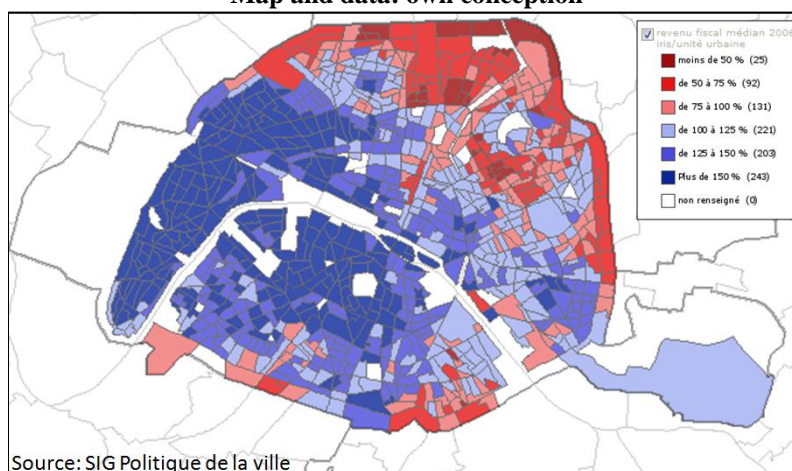 Map and data: own conception
revenu fiscal médian 2006
iris/unité urbaine
moins de 50 % (25)
de 50 à 75 % (92)
de 75 à 100 % (131)
de 100 à 125 % (221)
de 125 à 150 % (203)
Plus de 150 % (243)
non renseigné (0)
Source: SIG Politique de la ville